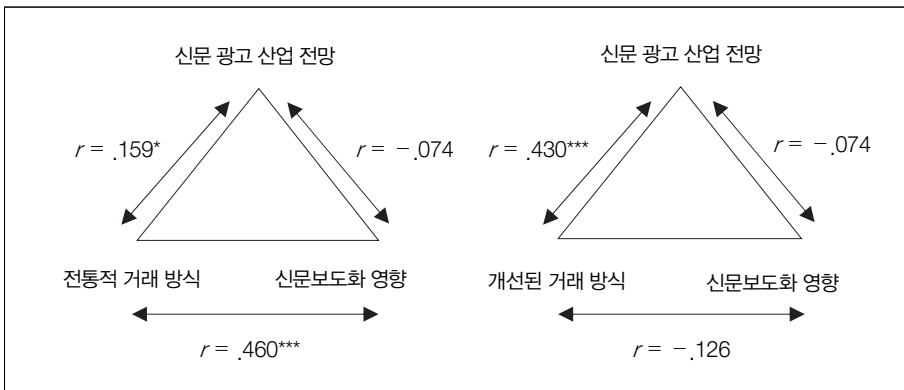 신문 광고 산업 전망
r = .159*
r = -.074
전통적 거래 방식
신문보도화 영향
r = .460***
신문 광고 산업 전망
r = .430***
r = -.074
개선된 거래 방식
신문보도화 영향
r = -.126